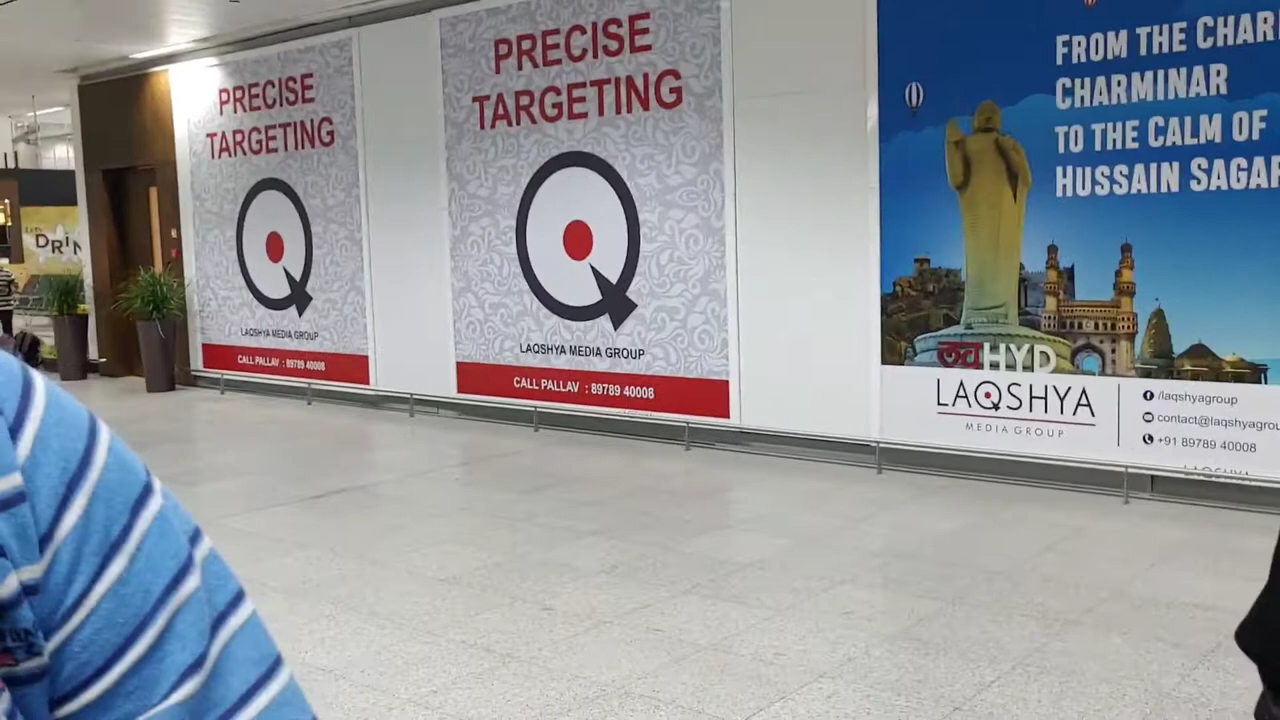 PRECISE
TARGETING
LAQSHYA MEDIA GROUP
CALL PALLAV : 89789 40008
PRECISE
TARGETING
LAQSHYA MEDIA GROUP
CALL PALLAV : 89789 40008
FROM THE CHAR
CHARMINAR
TO THE CALM OF
HUSSAIN SAGAR
HYD
LAQSHYA
MEDIA GROUP
/laqshyagroup
contact@laqshyagrou
+91 89789 40008
LAQSHYA
DRIN